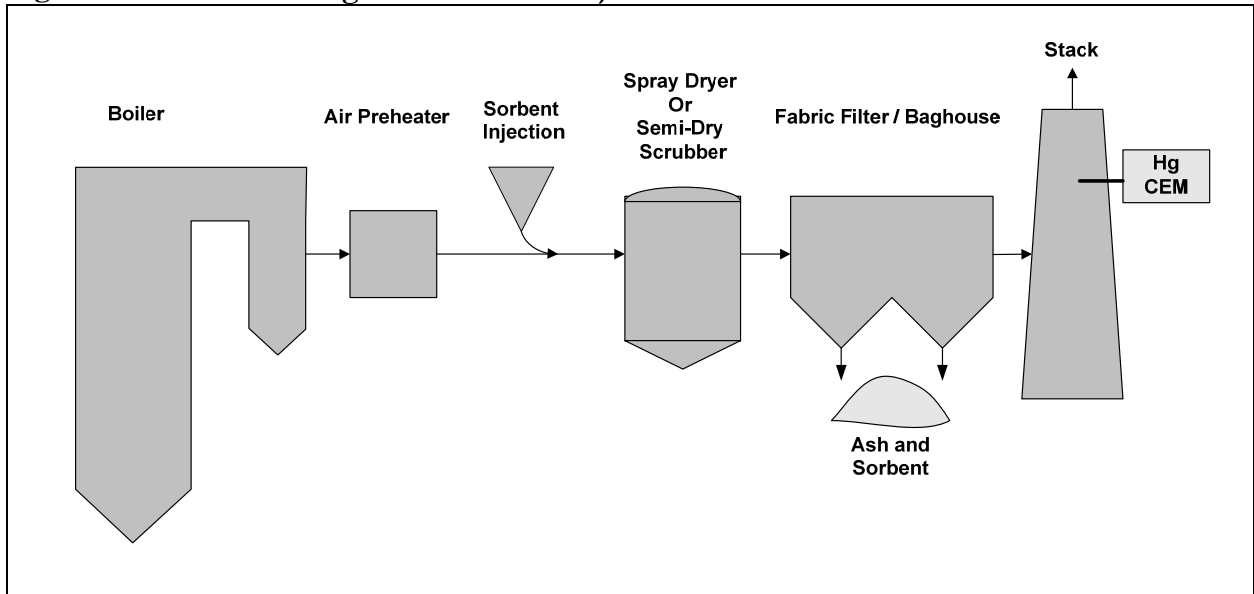 Stack
Boiler
Air Preheater
Sorbent
Injection
Spray Dryer
Or
Semi-Dry
Scrubber
Fabric Filter / Baghouse
Hg
CEM
Ash and
Sorbent